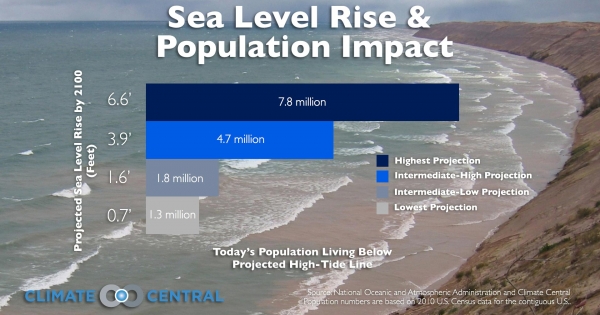 Sea Level Rise &
Population Impact
Projected Sea Level Rise by 2100
(Feet)
6.6' 7.8 million
3.9' 4.7 million
1.6' 1.8 million
0.7' 1.3 million
Highest Projection
Intermediate-High Projection
Intermediate-Low Projection
Lowest Projection
Today's Population Living Below
Projected High-Tide Line
CLIMATE CENTRAL
Source: National Oceanic and Atmospheric Administration and Climate Central
Population numbers are based on 2010 U.S. Census data for the contiguous U.S.